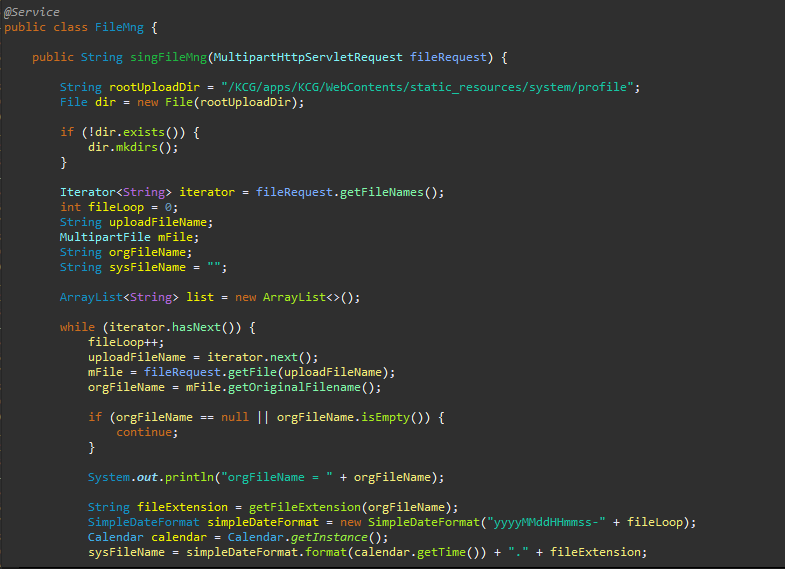 @Service
public class FileMng {
public String singFileMng(MultipartHttpServletRequest fileRequest) {
String rootUploadDir = "/KCG/apps/KCG/WebContents/static_resources/system/profile";
File dir = new File(rootUploadDir);
if (!dir.exists()) {
dir.mkdirs();
}
Iterator<String> iterator = fileRequest.getFileNames();
int fileLoop = 0;
String uploadFileName;
MultipartFile mFile;
String orgFileName;
String sysFileName = "";
ArrayList<String> list = new ArrayList<>();
while (iterator.hasNext()) {
fileLoop++;
uploadFileName = iterator.next();
mFile = fileRequest.getFile(uploadFileName);
orgFileName = mFile.getOriginalFilename();
if (orgFileName == null || orgFileName.isEmpty()) {
continue;
}
System.out.println("orgFileName = " + orgFileName);
String fileExtension = getFileExtension(orgFileName);
SimpleDateFormat simpleDateFormat = new SimpleDateFormat("yyyyMMddHHmmss-" + fileLoop);
Calendar calendar = Calendar.getInstance();
sysFileName = simpleDateFormat.format(calendar.getTime()) + "." + fileExtension;